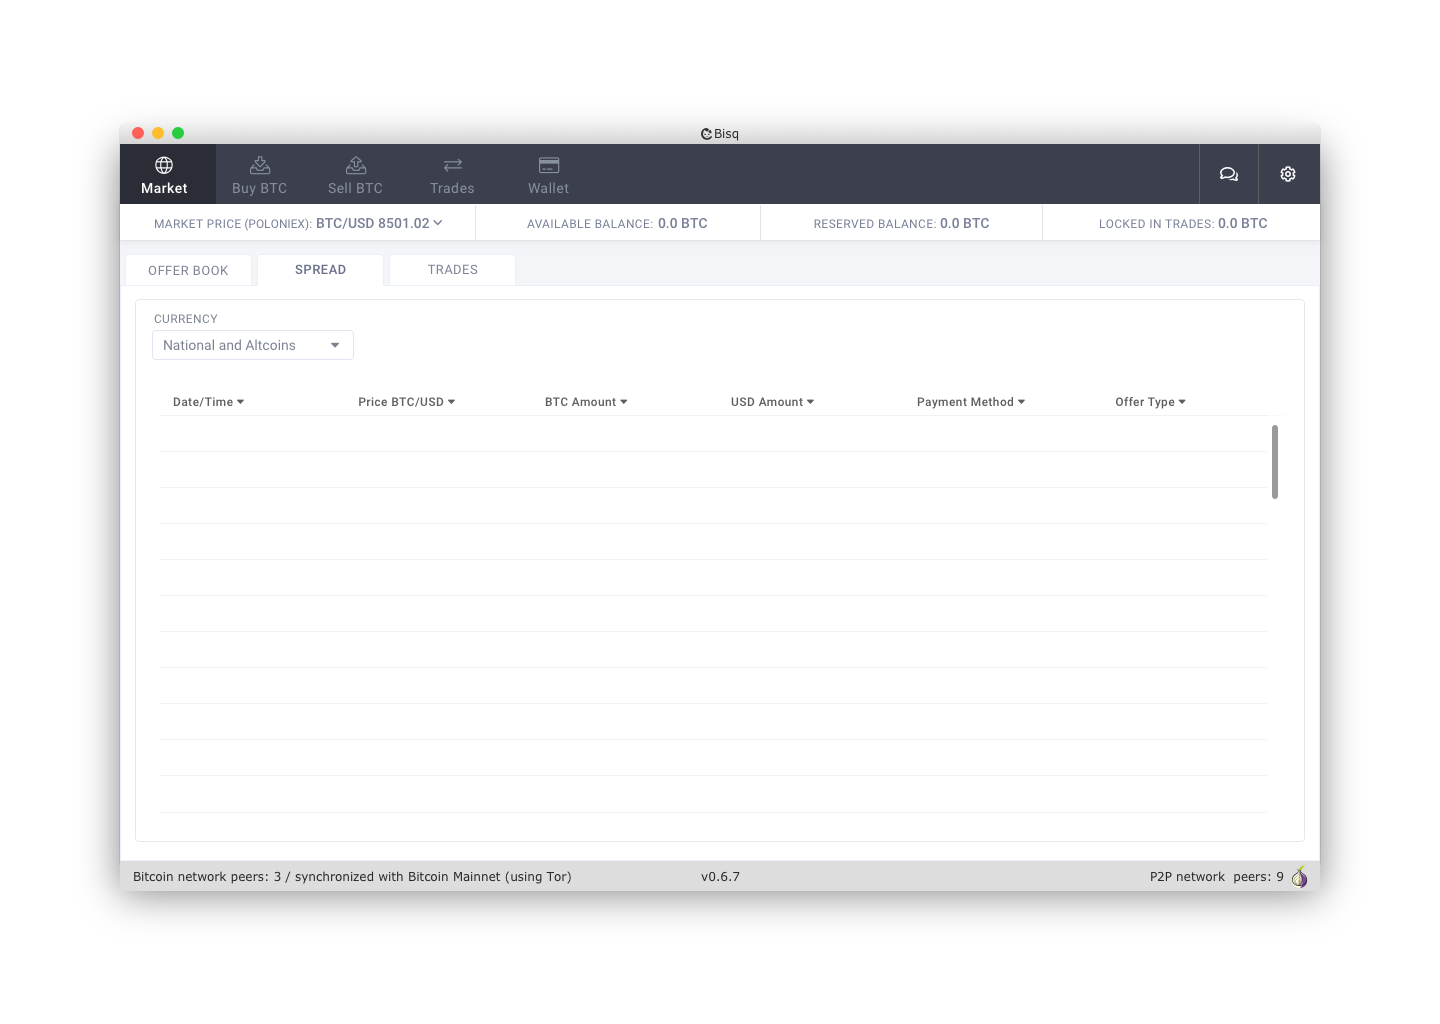 Bisq
Market Buy BTC Sell BTC Trades Wallet
MARKET PRICE (POLONIEX): BTC/USD 8501.02 AVAILABLE BALANCE: 0.0 BTC RESERVED BALANCE: 0.0 BTC LOCKED IN TRADES: 0.0 BTC
OFFER BOOK SPREAD TRADES
CURRENCY
National and Altcoins
Date/Time Price BTC/USD BTC Amount USD Amount Payment Method Offer Type
Bitcoin network peers: 3 / synchronized with Bitcoin Mainnet (using Tor) v0.6.7 P2P network peers: 9